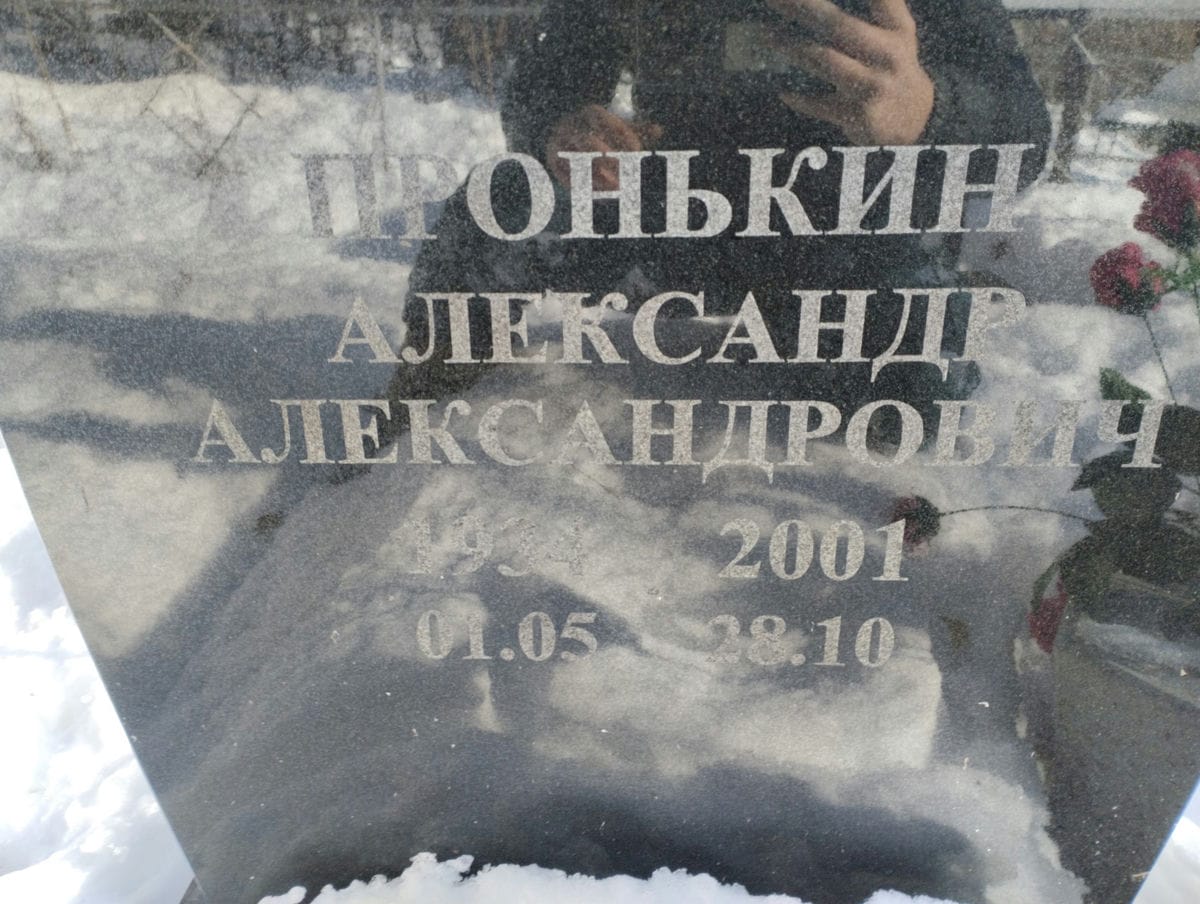 ПРОНЬКИН
АЛЕКСАНДР
АЛЕКСАНДРОВИЧ
1934 2001
01.05 28.10